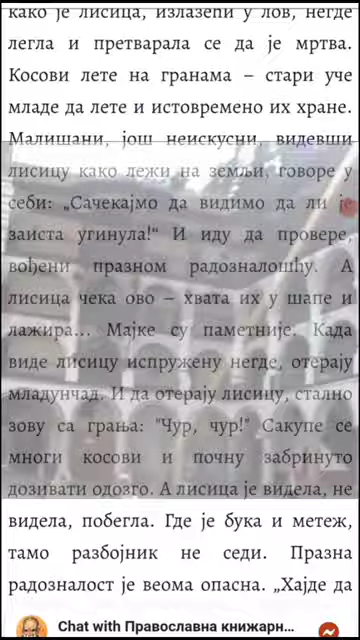 како је лисица, излазећи у лов, негде
легла и претварала се да је мртва.
Косови лете на гранама – стари уче
младе да лете и истовремено их хране.
Малишани, још неискусни, видевши
лисицу како лежи на земљи, говоре у
себи: „Сачекајмо да видимо да ли је
заиста угинула!“ И иду да провере,
вођени празном радозналошћу. А
лисица чека ово – хвата их у шапе и
лажира... Мајке су паметније. Када
виде лисицу испружену негде, отерају
младунчад. И да отерају лисицу, стално
зову са грања: "Чур, чур!" Сакупе се
многи косови и почну забринуто
дозивати одозго. А лисица је видела, не
видела, побегла. Где је бука и метеж,
тамо разбојник не седи. Празна
радозналост је веома опасна. „Хајде да
Chat with Православна книжарн...